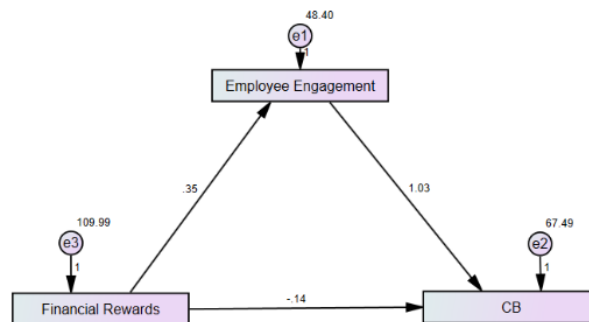 48.40
e1
1
Employee Engagement
.35
1.03
109.99
e3
1
67.49
e2
1
Financial Rewards
-.14
CB